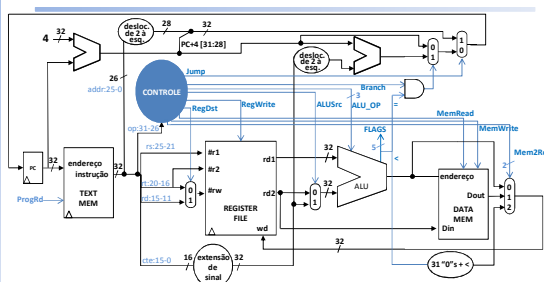 28
32
4
32
desloc.
de 2 à
esq.
PC+4 [31:28]
desloc.
de 2 à
esq.
0
1
1
0
26
addr:25-0
Jump
CONTROLE
Branch
RegDst
RegWrite
ALUSrc
3
ALU_OP
=
MemRead
FLAGS
MemWrite
op:31-26
5
<
2
Mem2Re
rs:25-21
#r1
rd1
32
32
PC
32
endereço
instrução
32
TEXT
MEM
rt:20-16
#r2
0
1
#rw
rd:15-11
REGISTER
FILE
rd2
32
0
1
ALU
endereço
Dout
DATA
MEM
Din
0
1
2
ProgRd
wd
32
cte:15-0
16
extensão
de
sinal
32
31 "0"s + <